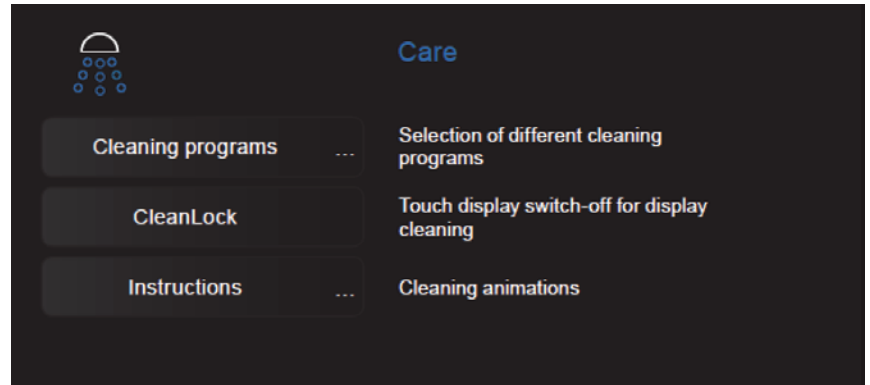 Care
Cleaning programs ...
Selection of different cleaning
programs
CleanLock
Touch display switch-off for display
cleaning
Instructions ...
Cleaning animations